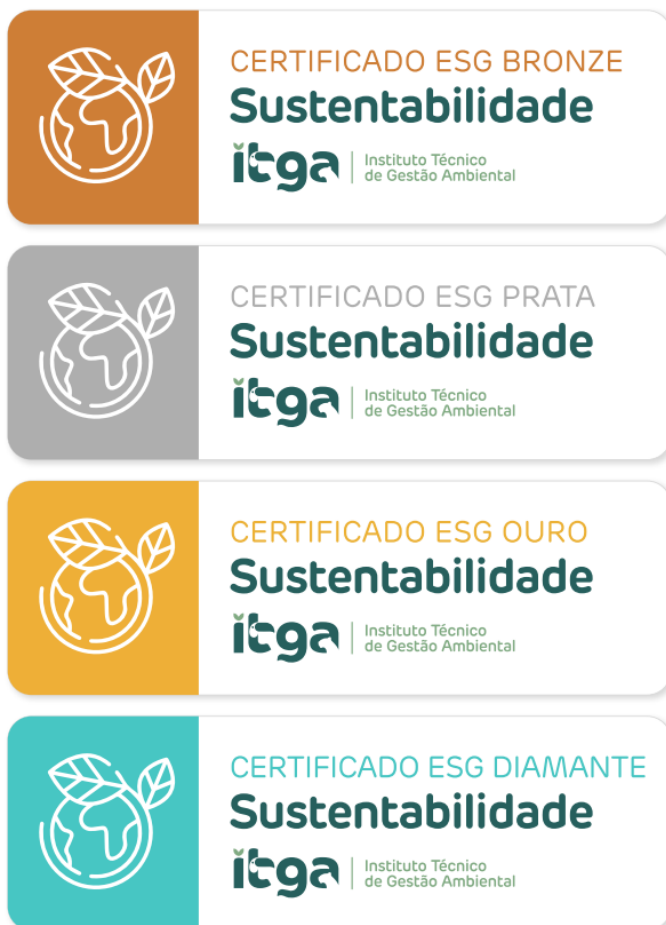 CERTIFICADO ESG BRONZE
Sustentabilidade
itga
Instituto Técnico
de Gestão Ambiental
CERTIFICADO ESG PRATA
Sustentabilidade
itga
Instituto Técnico
de Gestão Ambiental
CERTIFICADO ESG OURO
Sustentabilidade
itga
Instituto Técnico
de Gestão Ambiental
CERTIFICADO ESG DIAMANTE
Sustentabilidade
itga
Instituto Técnico
de Gestão Ambiental